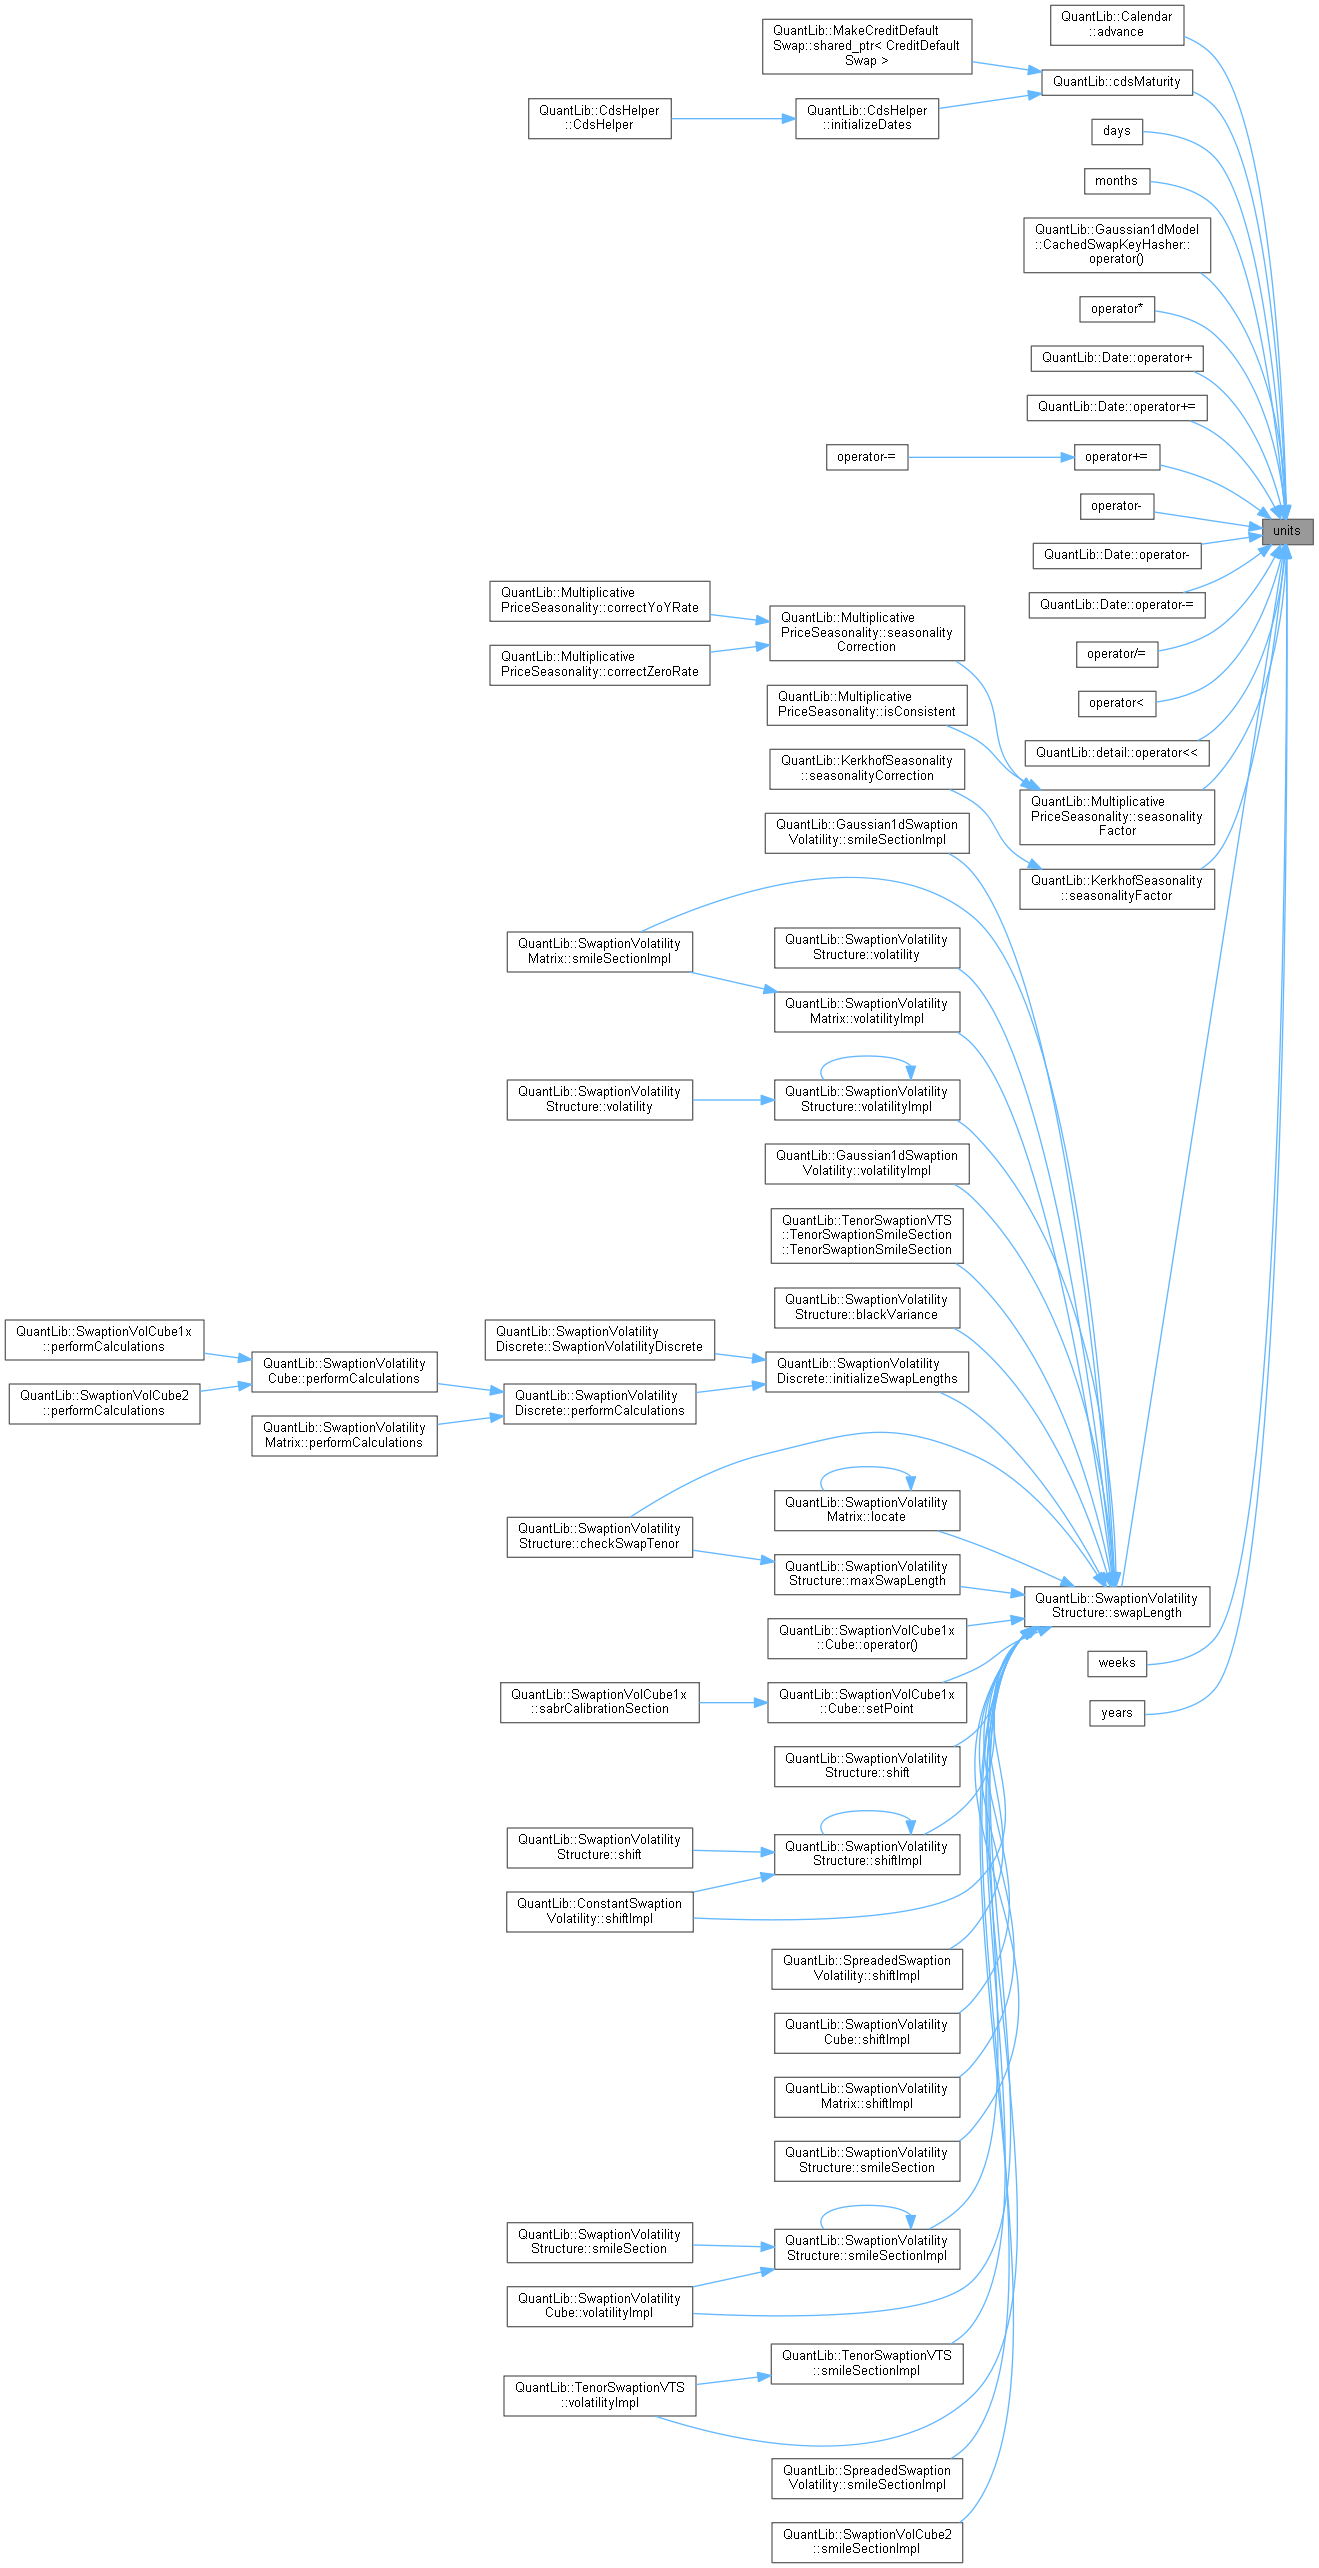 QuantLib::Calendar
::advance
QuantLib::MakeCreditDefault
Swap::shared_ptr< CreditDefault
Swap >
QuantLib::cdsMaturity
QuantLib::CdsHelper
::CdsHelper
QuantLib::CdsHelper
::initializeDates
days
months
QuantLib::Gaussian1dModel
::CachedSwapKeyHasher::
operator()
operator*
QuantLib::Date::operator+
QuantLib::Date::operator+=
operator-=
operator+=
operator-
units
QuantLib::Date::operator-
QuantLib::Date::operator-=
QuantLib::Multiplicative
PriceSeasonality::correctYoYRate
QuantLib::Multiplicative
PriceSeasonality::seasonality
Correction
QuantLib::Multiplicative
PriceSeasonality::correctZeroRate
operator/=
QuantLib::Multiplicative
PriceSeasonality::isConsistent
operator<
QuantLib::detail::operator<<
QuantLib::KerkhofSeasonality
::seasonalityCorrection
QuantLib::Multiplicative
PriceSeasonality::seasonality
Factor
QuantLib::Gaussian1dSwaption
Volatility::smileSectionImpl
QuantLib::KerkhofSeasonality
::seasonalityFactor
QuantLib::SwaptionVolatility
Matrix::smileSectionImpl
QuantLib::SwaptionVolatility
Structure::volatility
QuantLib::SwaptionVolatility
Matrix::volatilityImpl
QuantLib::SwaptionVolatility
Structure::volatility
QuantLib::SwaptionVolatility
Structure::volatilityImpl
QuantLib::Gaussian1dSwaption
Volatility::volatilityImpl
QuantLib::TenorSwaptionVTS
::TenorSwaptionSmileSection
::TenorSwaptionSmileSection
QuantLib::SwaptionVolatility
Structure::blackVariance
QuantLib::SwaptionVolCube1x
::performCalculations
QuantLib::SwaptionVolatility
Cube::performCalculations
QuantLib::SwaptionVolatility
Discrete::SwaptionVolatilityDiscrete
QuantLib::SwaptionVolatility
Discrete::initializeSwapLengths
QuantLib::SwaptionVolCube2
::performCalculations
QuantLib::SwaptionVolatility
Discrete::performCalculations
QuantLib::SwaptionVolatility
Matrix::performCalculations
QuantLib::SwaptionVolatility
Matrix::locate
QuantLib::SwaptionVolatility
Structure::checkSwapTenor
QuantLib::SwaptionVolatility
Structure::maxSwapLength
QuantLib::SwaptionVolatility
Structure::swapLength
QuantLib::SwaptionVolCube1x
::Cube::operator()
weeks
QuantLib::SwaptionVolCube1x
::sabrCalibrationSection
QuantLib::SwaptionVolCube1x
::Cube::setPoint
years
QuantLib::SwaptionVolatility
Structure::shift
QuantLib::SwaptionVolatility
Structure::shift
QuantLib::SwaptionVolatility
Structure::shiftImpl
QuantLib::ConstantSwaption
Volatility::shiftImpl
QuantLib::SpreadedSwaption
Volatility::shiftImpl
QuantLib::SwaptionVolatility
Cube::shiftImpl
QuantLib::SwaptionVolatility
Matrix::shiftImpl
QuantLib::SwaptionVolatility
Structure::smileSection
QuantLib::SwaptionVolatility
Structure::smileSection
QuantLib::SwaptionVolatility
Structure::smileSectionImpl
QuantLib::SwaptionVolatility
Cube::volatilityImpl
QuantLib::TenorSwaptionVTS
::smileSectionImpl
QuantLib::TenorSwaptionVTS
::volatilityImpl
QuantLib::SpreadedSwaption
Volatility::smileSectionImpl
QuantLib::SwaptionVolCube2
::smileSectionImpl